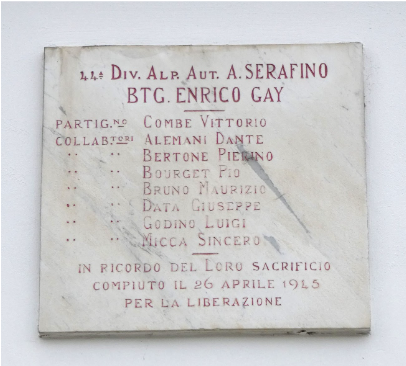 44ª DIV. ALP. AUT. A. SERAFINO
BTG. ENRICO GAY
PARTIG.NO COMBE VITTORIO
COLLAB.TORI ALEMANI DANTE
" " BERTONE PIERINO
" " BOURGET PIO
" " BRUNO MAURIZIO
" " DATA GIUSEPPE
" " GODINO LUIGI
" " MICCA SINCERO
IN RICORDO DEL LORO SACRIFICIO
COMPIUTO IL 26 APRILE 1945
PER LA LIBERAZIONE